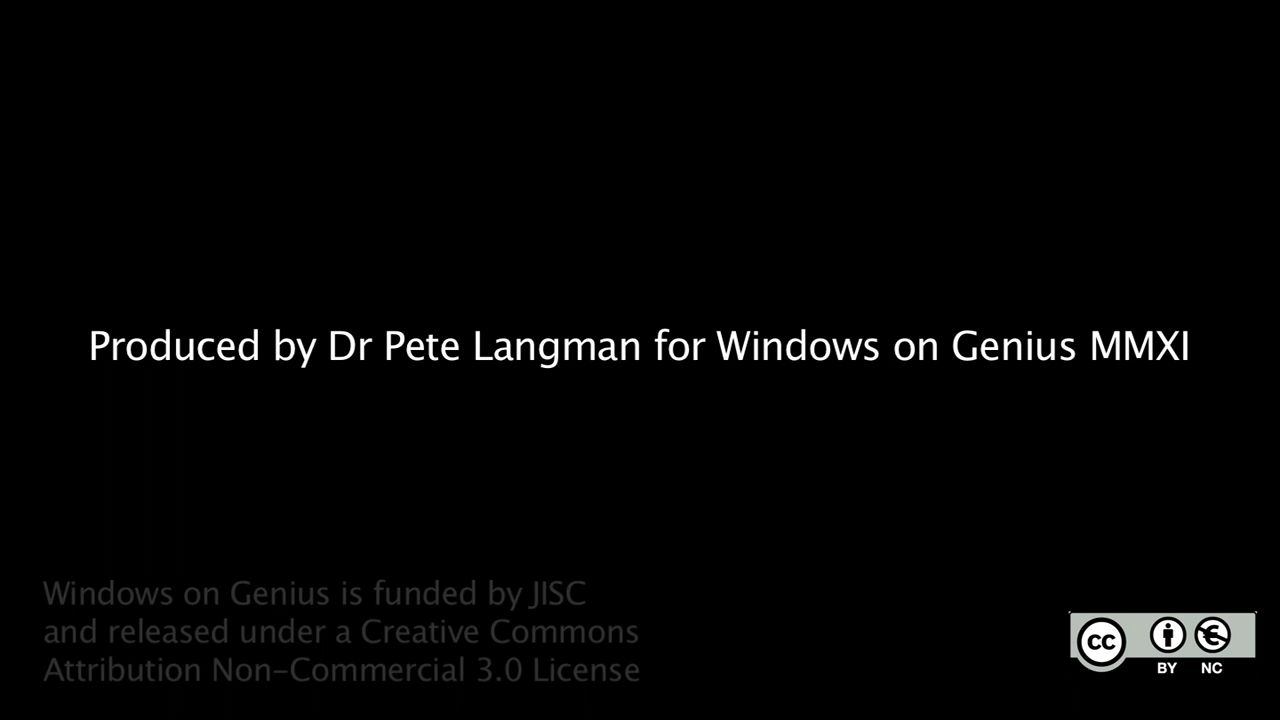 Produced by Dr Pete Langman for Windows on Genius MMXI
Windows on Genius is funded by JISC
and released under a Creative Commons
Attribution Non-Commercial 3.0 License
cc
BY NC